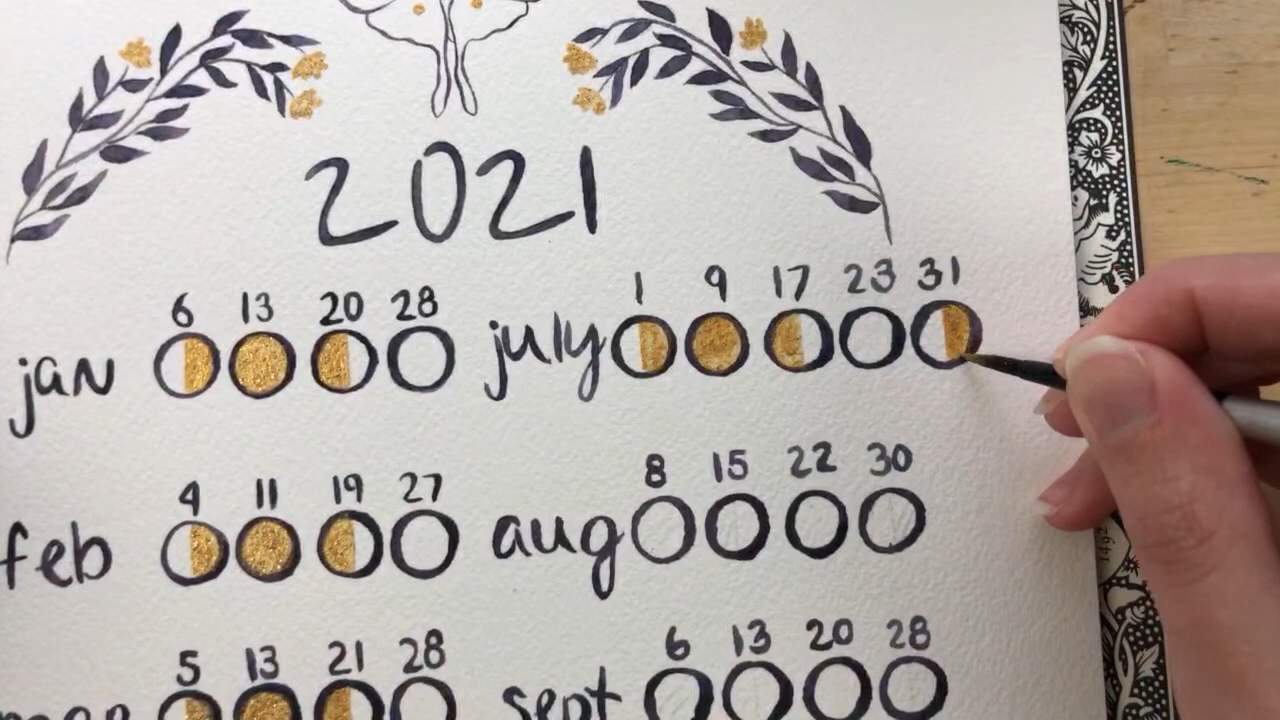 2021
6 13 20 28
jan
1 9 17 23 31
july
4 11 19 27
feb
8 15 22 30
aug
5 13 21 28
6 13 20 28
sept